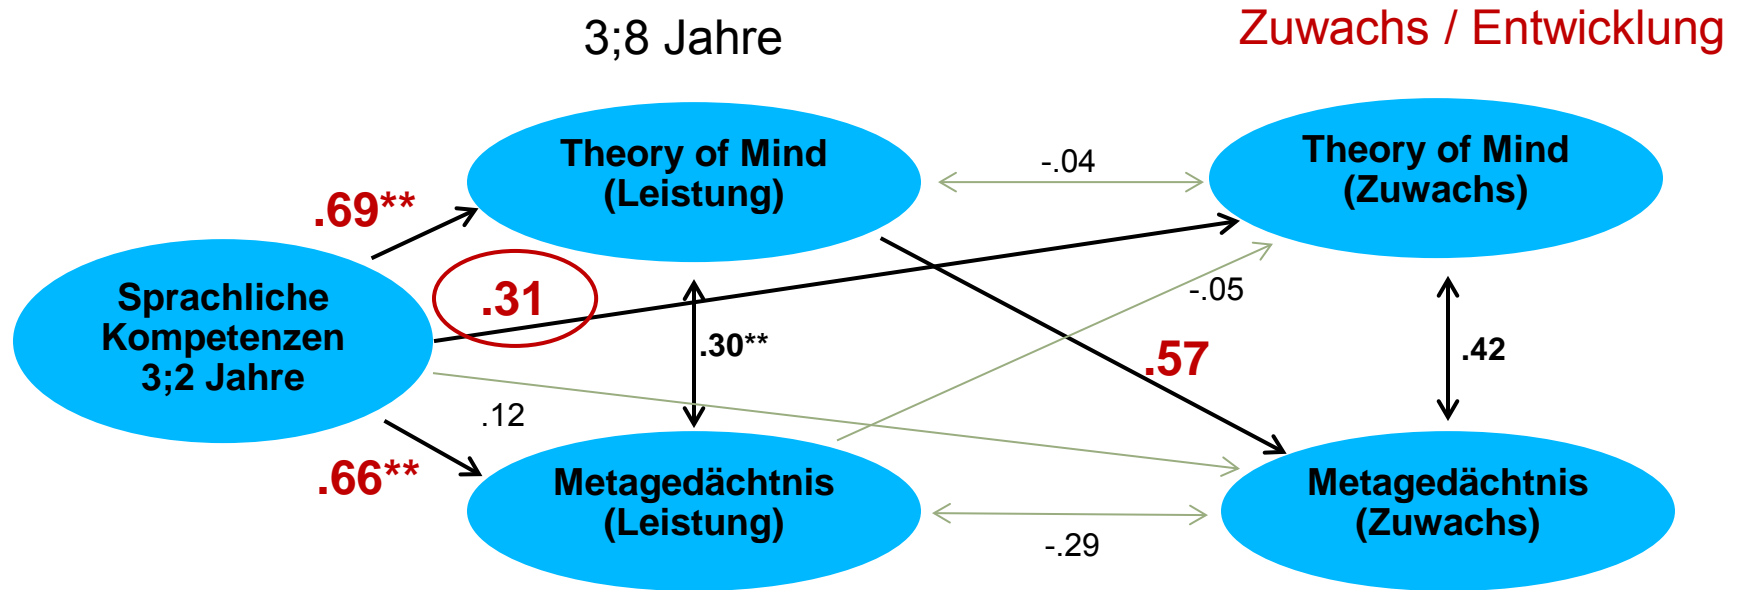 3;8 Jahre
Zuwachs / Entwicklung
Theory of Mind
(Leistung)
-.04
Theory of Mind
(Zuwachs)
.69**
Sprachliche
Kompetenzen
3;2 Jahre
.31
-.05
.30**
.57
.42
.12
.66**
Metagedächtnis
(Leistung)
-.29
Metagedächtnis
(Zuwachs)